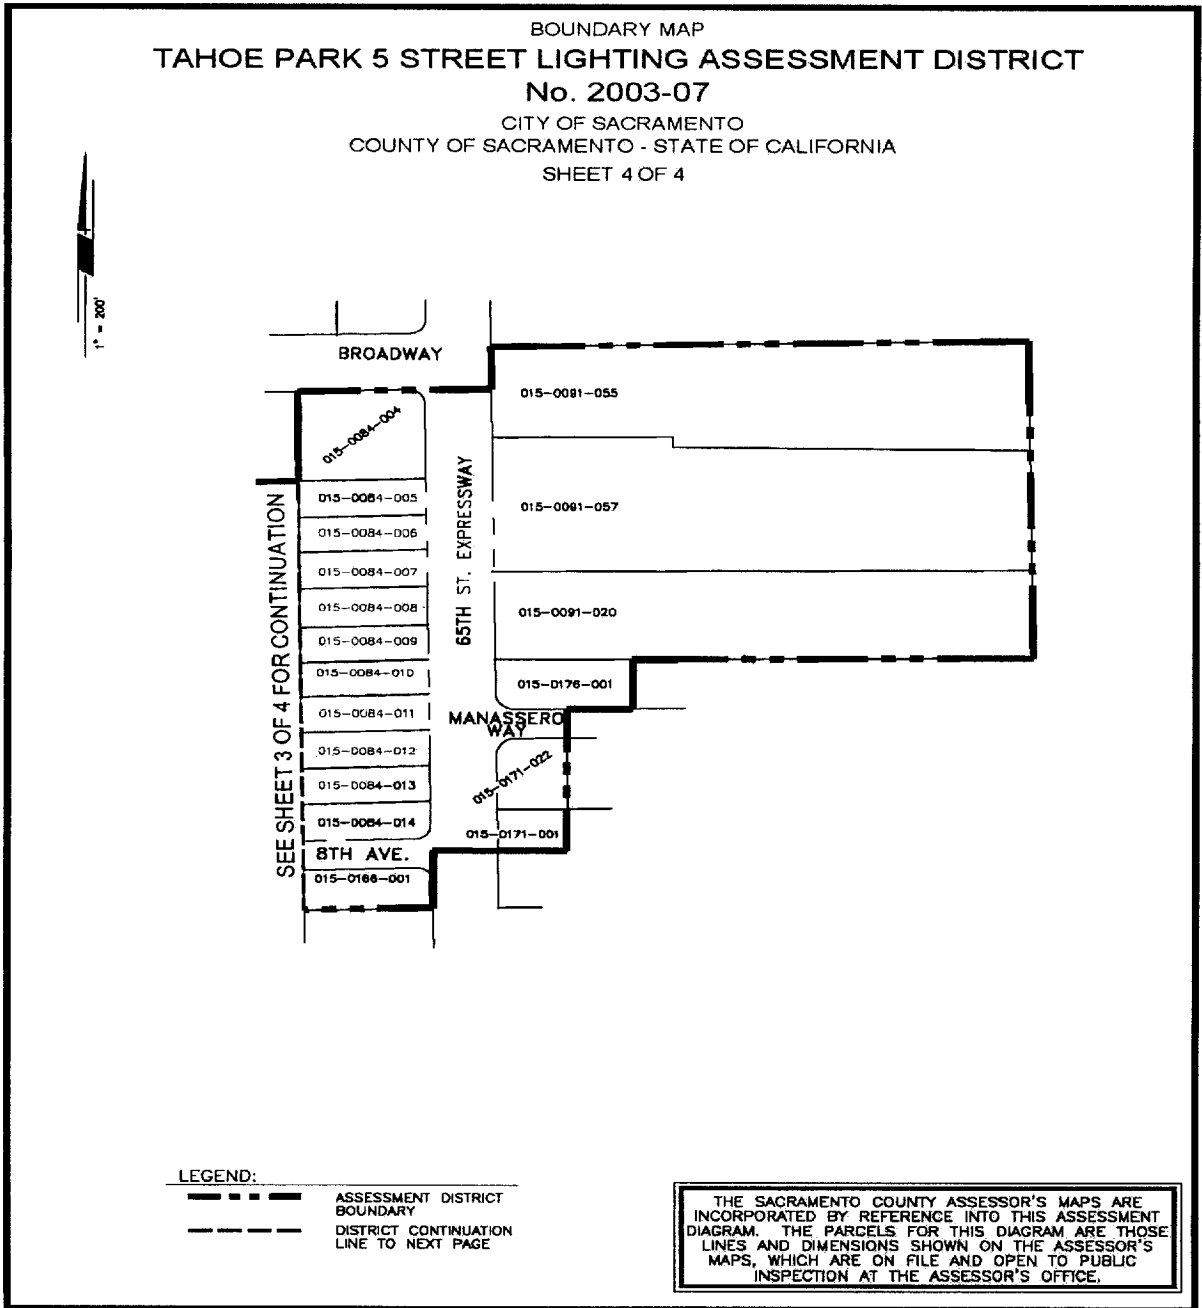 BOUNDARY MAP
TAHOE PARK 5 STREET LIGHTING ASSESSMENT DISTRICT
No. 2003-07
CITY OF SACRAMENTO
COUNTY OF SACRAMENTO - STATE OF CALIFORNIA
SHEET 4 OF 4
1" = 200'
BROADWAY
015-0091-055
015-0084-004
65TH ST. EXPRESSWAY
SEE SHEET 3 OF 4 FOR CONTINUATION
015-0084-005
015-0091-057
015-0084-006
015-0084-007
015-0084-008
015-0091-020
015-0084-009
015-0084-010
015-0176-001
015-0084-011
MANASSERO
WAY
015-0084-012
015-0171-022
015-0084-013
015-0084-014
015-0171-001
8TH AVE.
015-0166-001
LEGEND:
ASSESSMENT DISTRICT
BOUNDARY
DISTRICT CONTINUATION
LINE TO NEXT PAGE
THE SACRAMENTO COUNTY ASSESSOR'S MAPS ARE
INCORPORATED BY REFERENCE INTO THIS ASSESSMENT
DIAGRAM. THE PARCELS FOR THIS DIAGRAM ARE THOSE
LINES AND DIMENSIONS SHOWN ON THE ASSESSOR'S
MAPS, WHICH ARE ON FILE AND OPEN TO PUBLIC
INSPECTION AT THE ASSESSOR'S OFFICE.